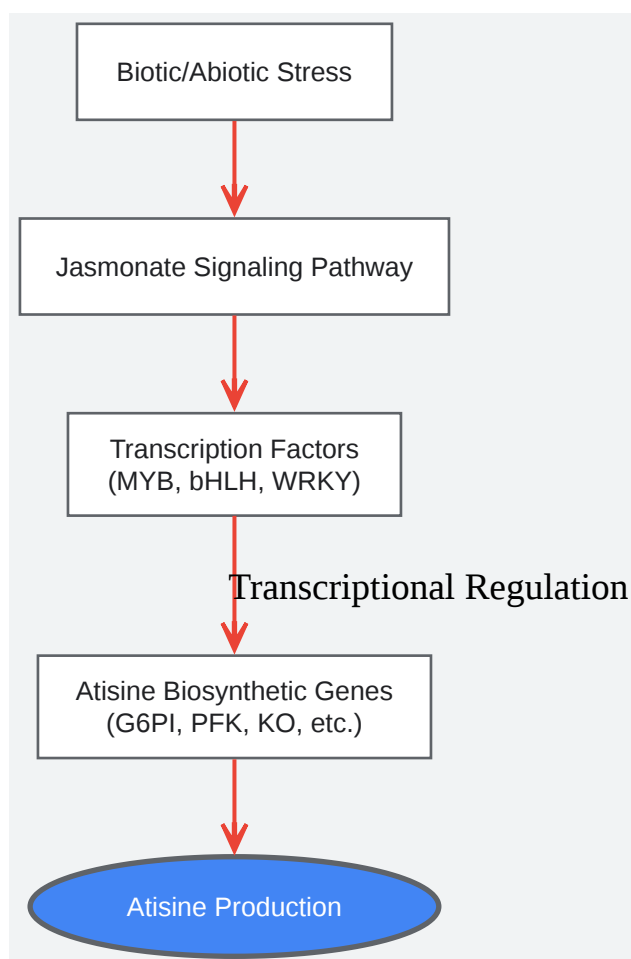 Biotic/Abiotic Stress
Jasmonate Signaling Pathway
Transcription Factors
(MYB, bHLH, WRKY)
Transcriptional Regulation
Atisine Biosynthetic Genes
(G6PI, PFK, KO, etc.)
Atisine Production